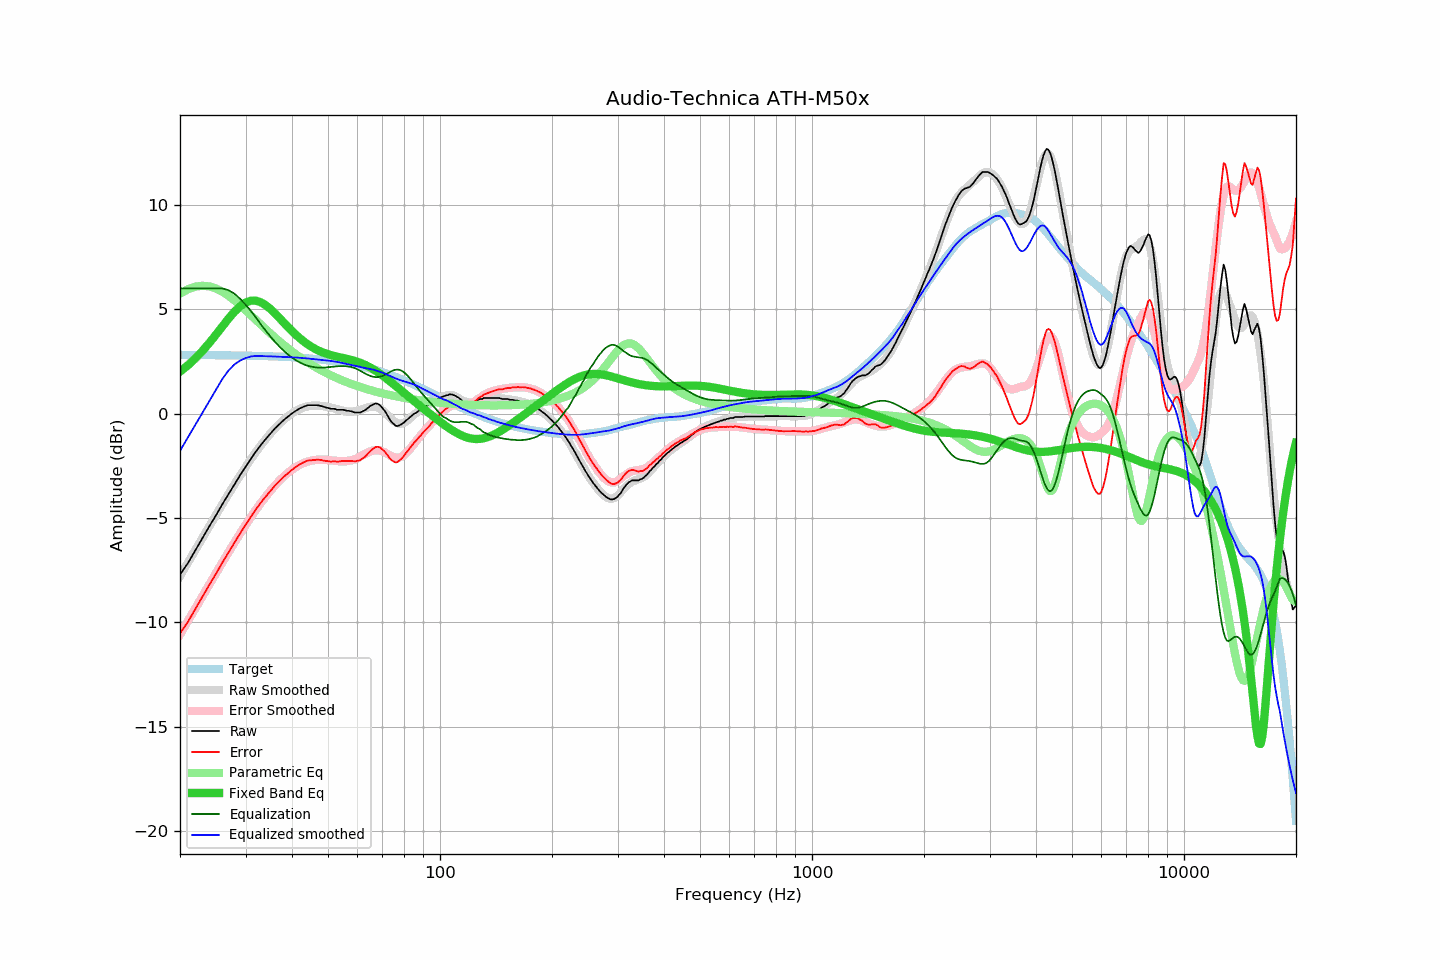 Audio-Technica ATH-M50x
Amplitude (dBr)
10
5
0
−5
−10
−15
−20
Target
Raw Smoothed
Error Smoothed
Raw
Error
Parametric Eq
Fixed Band Eq
Equalization
Equalized smoothed
100 1000 10000
Frequency (Hz)